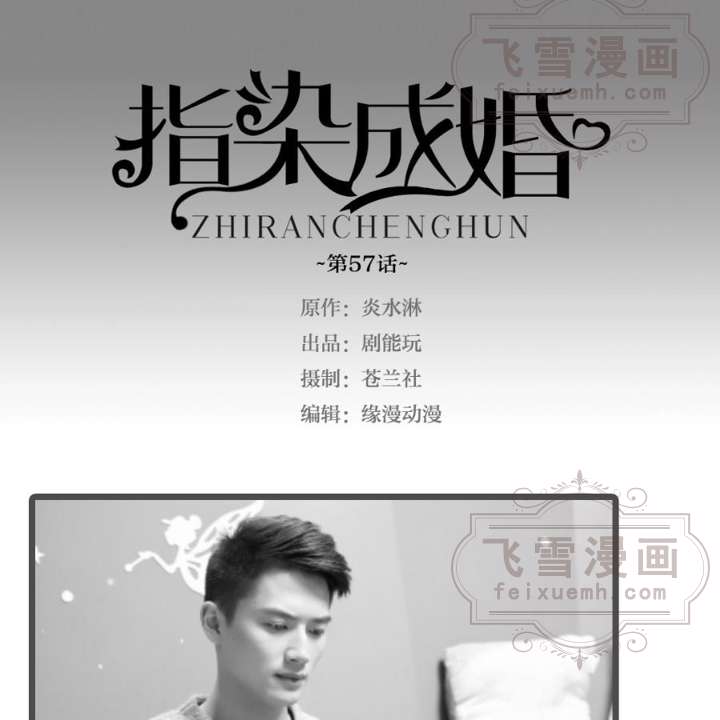 飞雪漫画
feixuemh.com
指染成婚
ZHIRANCHENGHUN
~第57话~
原作：炎水淋
出品：剧能玩
摄制：苍兰社
编辑：缘漫动漫
飞雪漫画
feixuemh.com